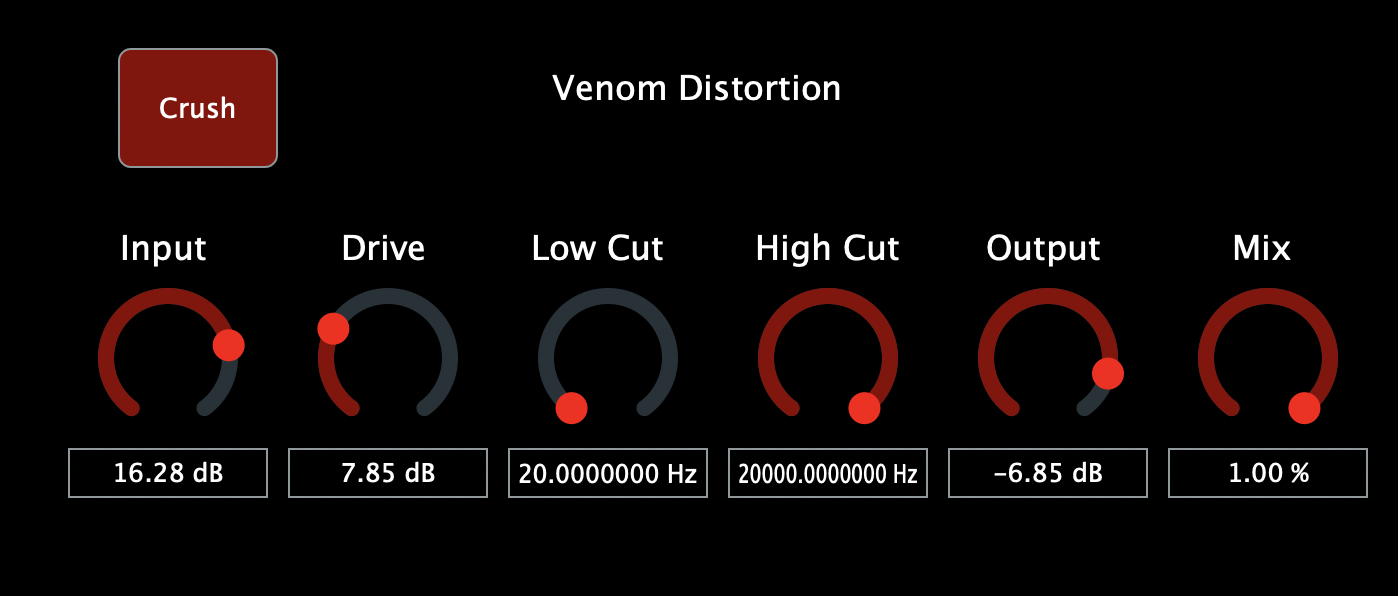 Crush
Venom Distortion
Input Drive Low Cut High Cut Output Mix
16.28 dB 7.85 dB 20.0000000 Hz 20000.0000000 Hz -6.85 dB 1.00 %